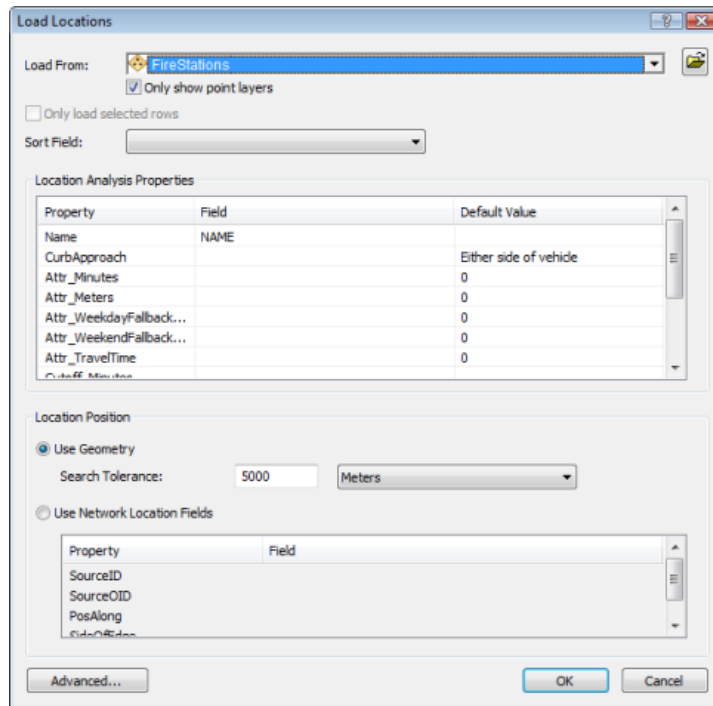 Load Locations
Load From: FireStations
Only show point layers
Only load selected rows
Sort Field:
Location Analysis Properties
Property Field Default Value
Name NAME
CurbApproach Either side of vehicle
Attr_Minutes 0
Attr_Meters 0
Attr_WeekdayFallback... 0
Attr_WeekendFallback... 0
Attr_TravelTime 0
Cutoff_Minutes
Location Position
Use Geometry
Search Tolerance: 5000 Meters
Use Network Location Fields
Property Field
SourceID
SourceOID
PosAlong
SideOfEdge
Advanced... OK Cancel